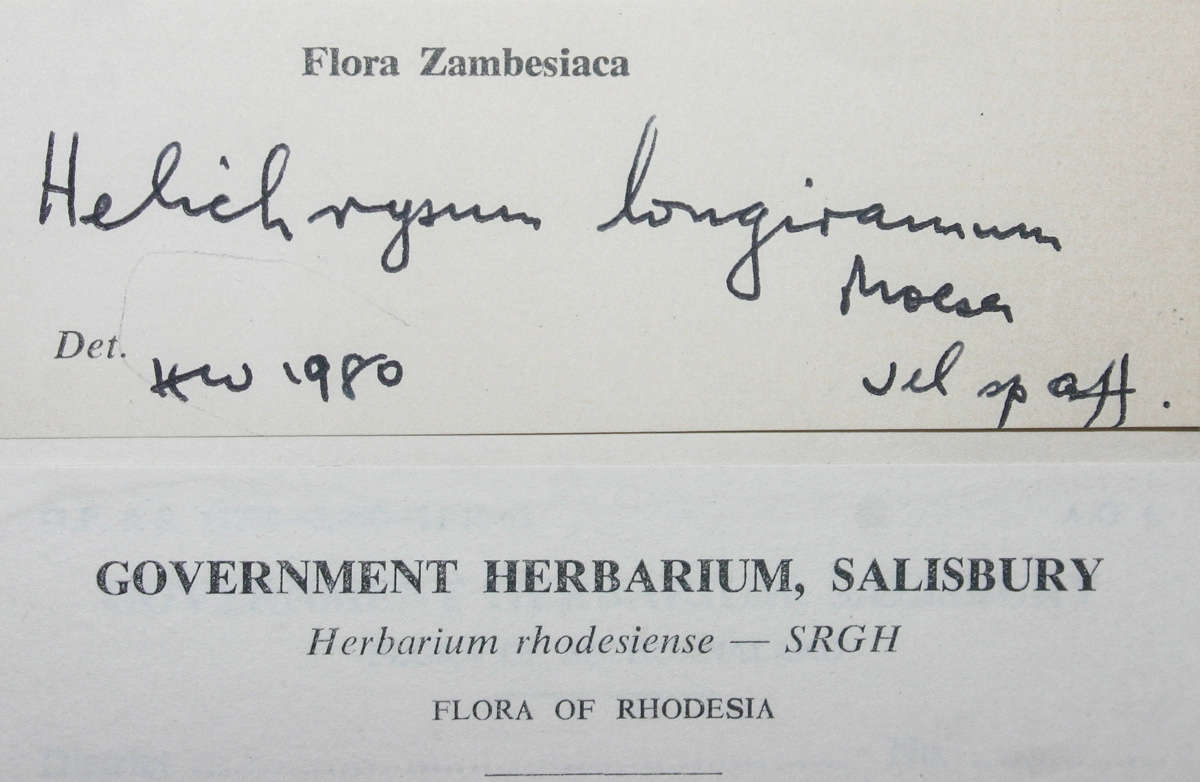 Flora Zambesiaca
Helichrysum longiramum
Moeser
vel sp aff.
Det. HW 1980
GOVERNMENT HERBARIUM, SALISBURY
Herbarium rhodesiense — SRGH
FLORA OF RHODESIA